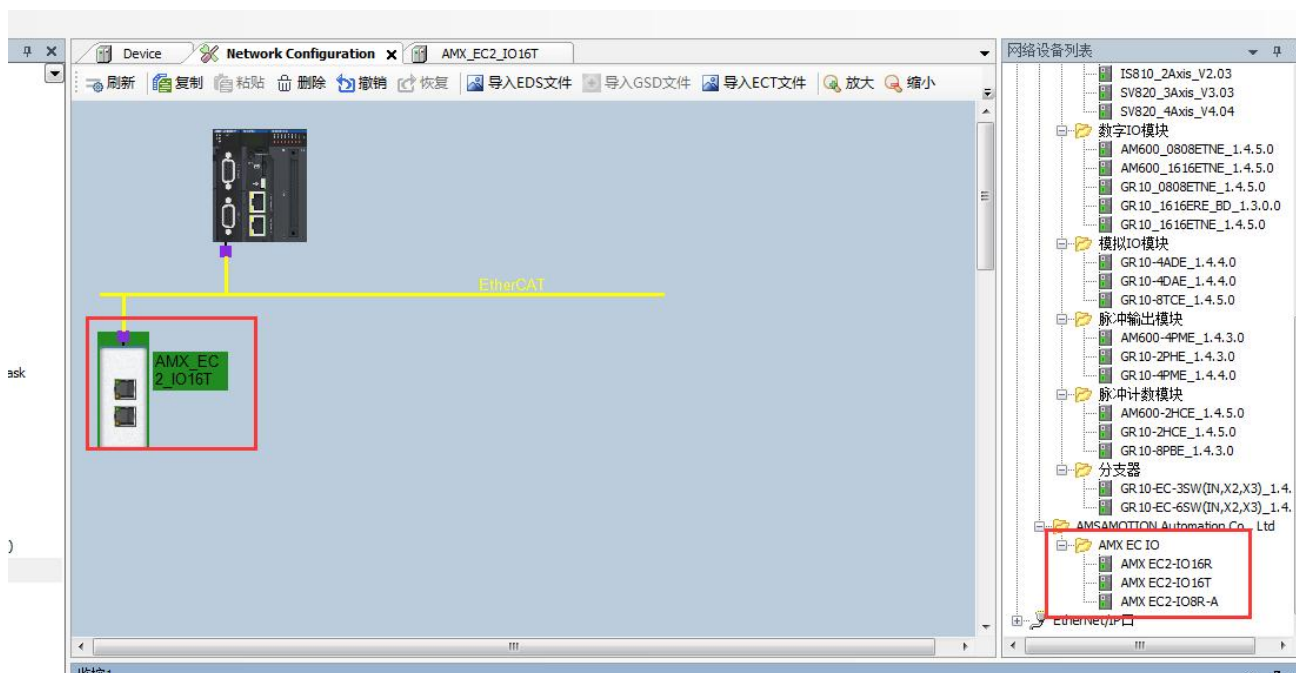 Device
Network Configuration
AMX_EC2_IO16T
刷新 复制 粘贴 删除 撤销 恢复 导入EDS文件 导入GSD文件 导入ECT文件 放大 缩小
EtherCAT
AMX_EC
2_IO16T
ask
)
网络设备列表
IS810_2Axis_V2.03
SV820_3Axis_V3.03
SV820_4Axis_V4.04
数字IO模块
AM600_0808ETNE_1.4.5.0
AM600_1616ETNE_1.4.5.0
GR10_0808ETNE_1.4.5.0
GR10_1616ERE_BD_1.3.0.0
GR10_1616ETNE_1.4.5.0
模拟IO模块
GR10-4ADE_1.4.4.0
GR10-4DAE_1.4.4.0
GR10-8TCE_1.4.5.0
脉冲输出模块
AM600-4PME_1.4.3.0
GR10-2PHE_1.4.3.0
GR10-4PME_1.4.4.0
脉冲计数模块
AM600-2HCE_1.4.5.0
GR10-2HCE_1.4.5.0
GR10-8PBE_1.4.3.0
分支器
GR10-EC-3SW(IN,X2,X3)_1.4.
GR10-EC-6SW(IN,X2,X3)_1.4.
AMSAMOTION Automation Co., Ltd
AMX EC IO
AMX EC2-IO16R
AMX EC2-IO16T
AMX EC2-IO8R-A
EtherNet/IP口